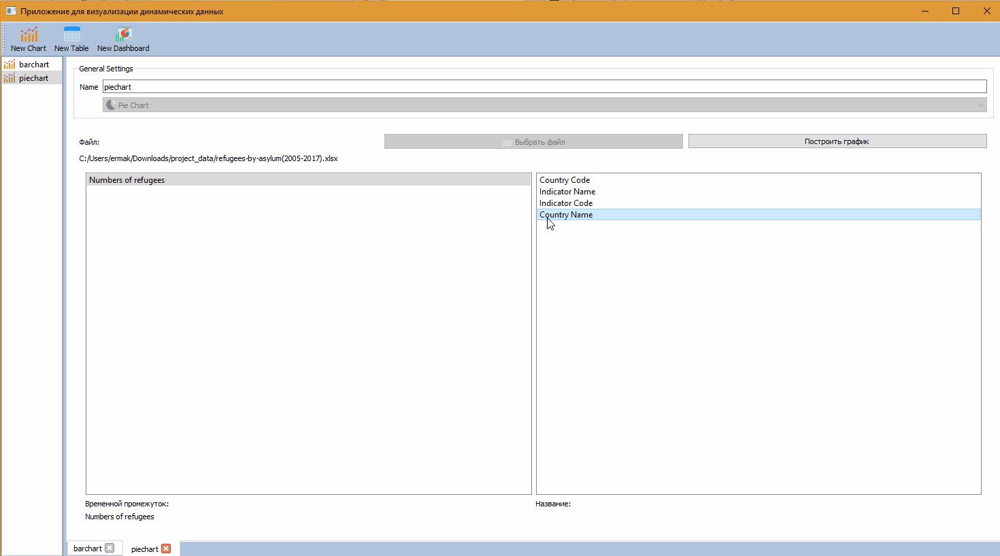 Приложение для визуализации динамических данных
New Chart New Table New Dashboard
barchart
piechart
General Settings
Name piechart
Pie Chart
Файл: Выбрать файл Построить график
C:/Users/ermak/Downloads/project_data/refugees-by-asylum(2005-2017).xlsx
Numbers of refugees
Country Code
Indicator Name
Indicator Code
Country Name
Временной промежуток:
Numbers of refugees
Название:
barchart piechart